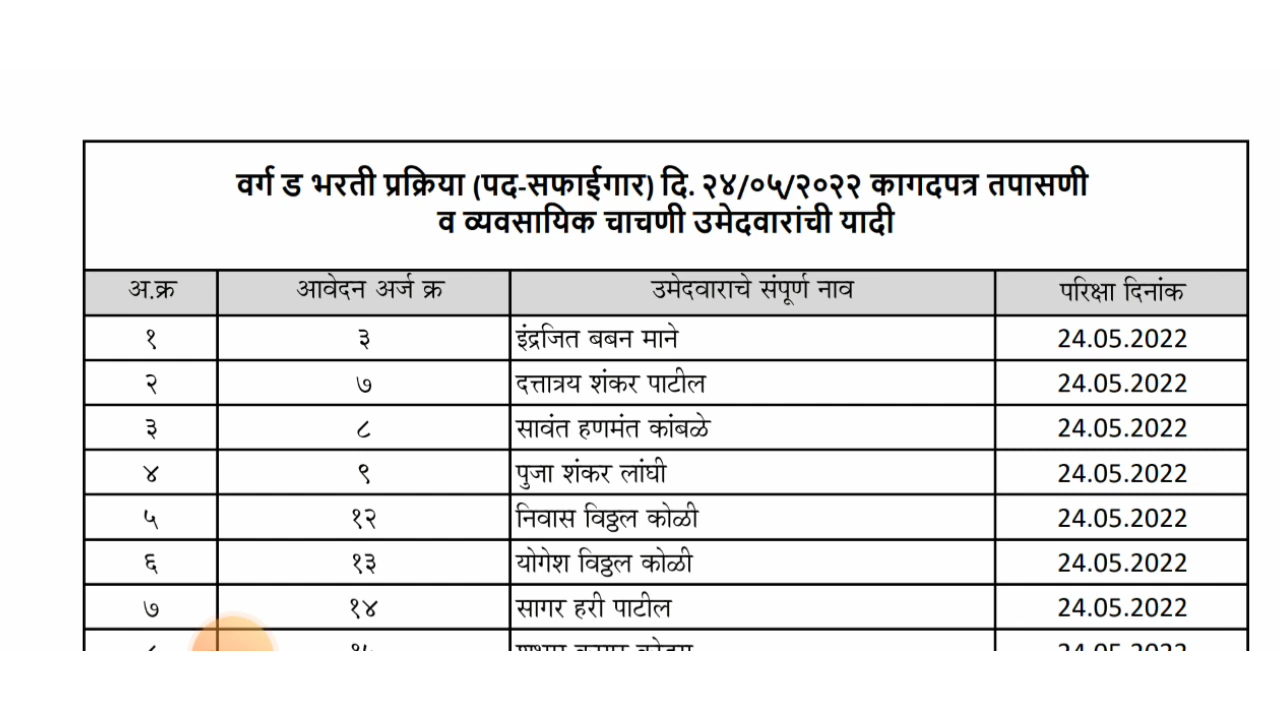 वर्ग ड भरती प्रक्रिया (पद-सफाईगार) दि. २४/०५/२०२२ कागदपत्र तपासणी
व व्यवसायिक चाचणी उमेदवारांची यादी
अ.क्र आवेदन अर्ज क्र उमेदवाराचे संपूर्ण नाव परिक्षा दिनांक
१ ३ इंद्रजित बबन माने 24.05.2022
२ ७ दत्तात्रय शंकर पाटील 24.05.2022
३ ८ सावंत हणमंत कांबळे 24.05.2022
४ ९ पुजा शंकर लांघी 24.05.2022
५ १२ निवास विठ्ठल कोळी 24.05.2022
६ १३ योगेश विठ्ठल कोळी 24.05.2022
७ १४ सागर हरी पाटील 24.05.2022